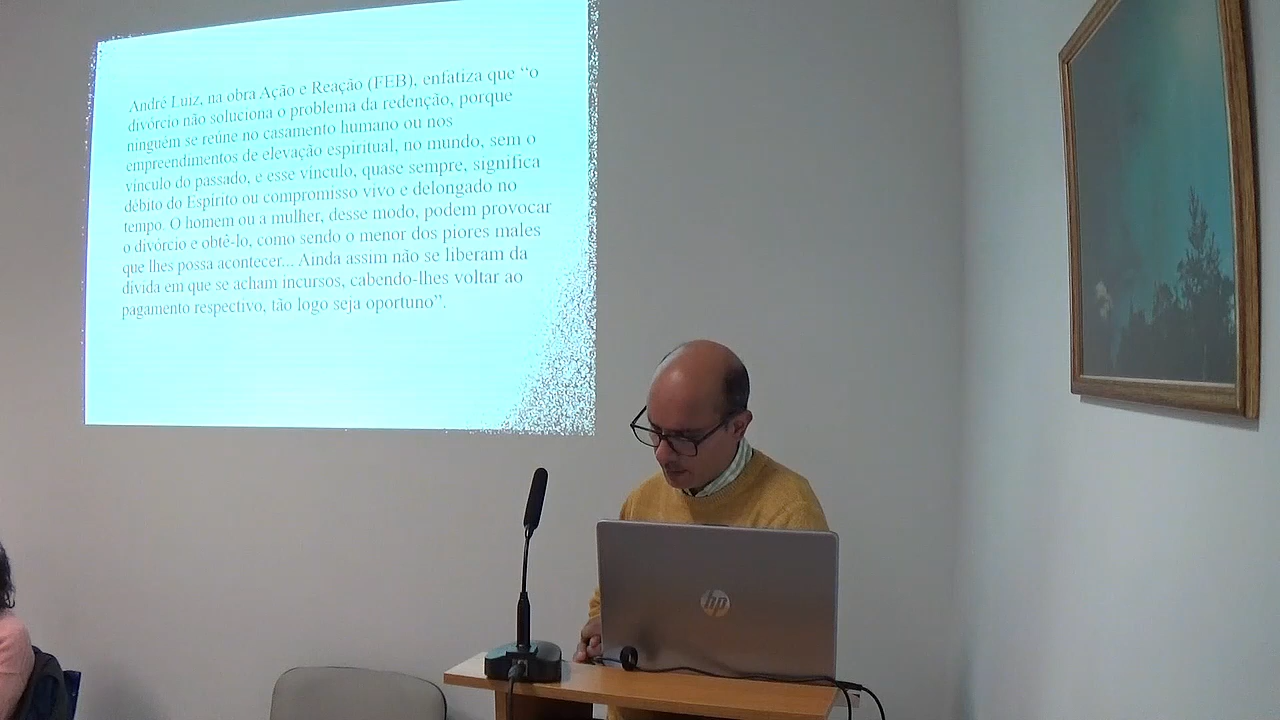 André Luiz, na obra Ação e Reação (FEB), enfatiza que “o
divórcio não soluciona o problema da redenção, porque
ninguém se reúne no casamento humano ou nos
empreendimentos de elevação espiritual, no mundo, sem o
vínculo do passado, e esse vínculo, quase sempre, significa
débito do Espírito ou compromisso vivo e delongado no
tempo. O homem ou a mulher, desse modo, podem provocar
o divórcio e obtê-lo, como sendo o menor dos piores males
que lhes possa acontecer... Ainda assim não se liberam da
dívida em que se acham incursos, cabendo-lhes voltar ao
pagamento respectivo, tão logo seja oportuno”.
hp